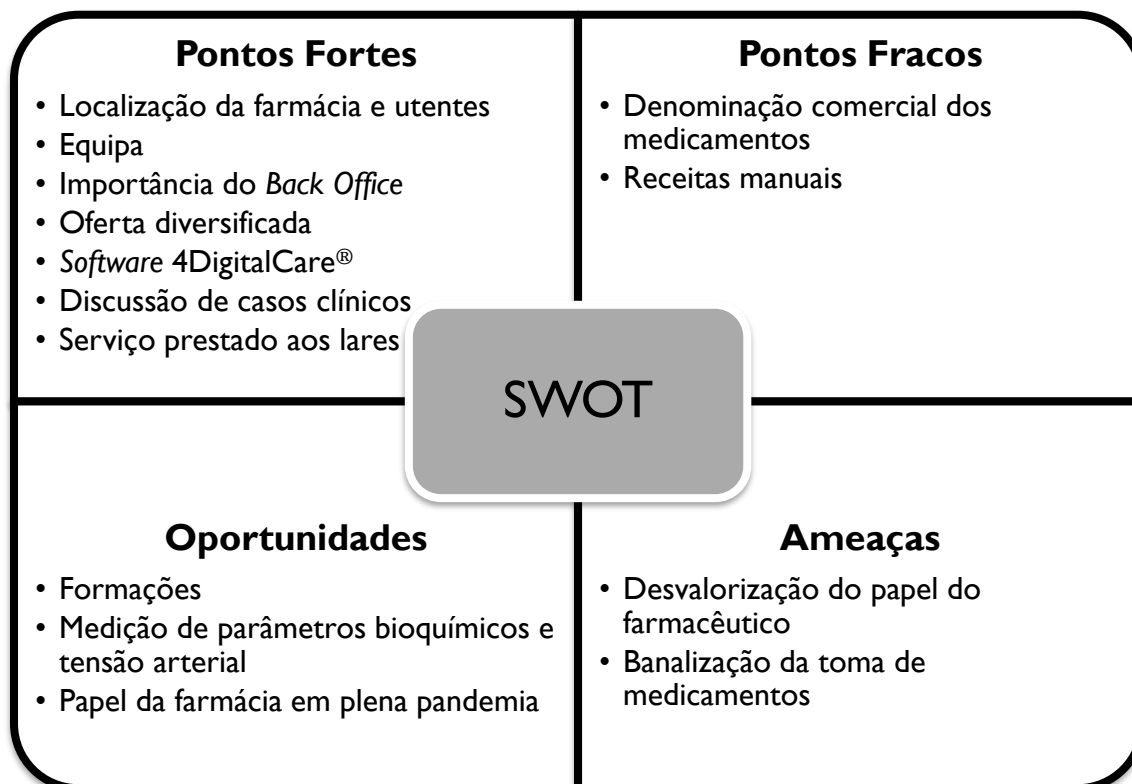 Pontos Fortes
• Localização da farmácia e utentes
• Equipa
• Importância do Back Office
• Oferta diversificada
• Software 4DigitalCare®
• Discussão de casos clínicos
• Serviço prestado aos lares
Pontos Fracos
• Denominação comercial dos
medicamentos
• Receitas manuais
SWOT
Oportunidades
• Formações
• Medição de parâmetros bioquímicos e
tensão arterial
• Papel da farmácia em plena pandemia
Ameaças
• Desvalorização do papel do
farmacêutico
• Banalização da toma de
medicamentos